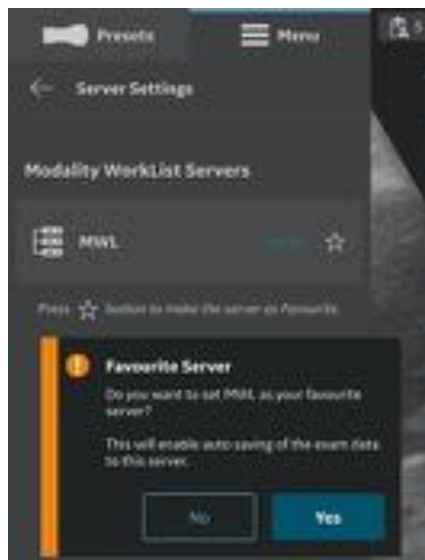 Presets
Menu
Server Settings
Modality WorkList Servers
MWL
Press ☆ button to make the server as Favourite.
Favourite Server
Do you want to set MWL as your favourite
server?
This will enable auto saving of the exam data
to this server.
No
Yes